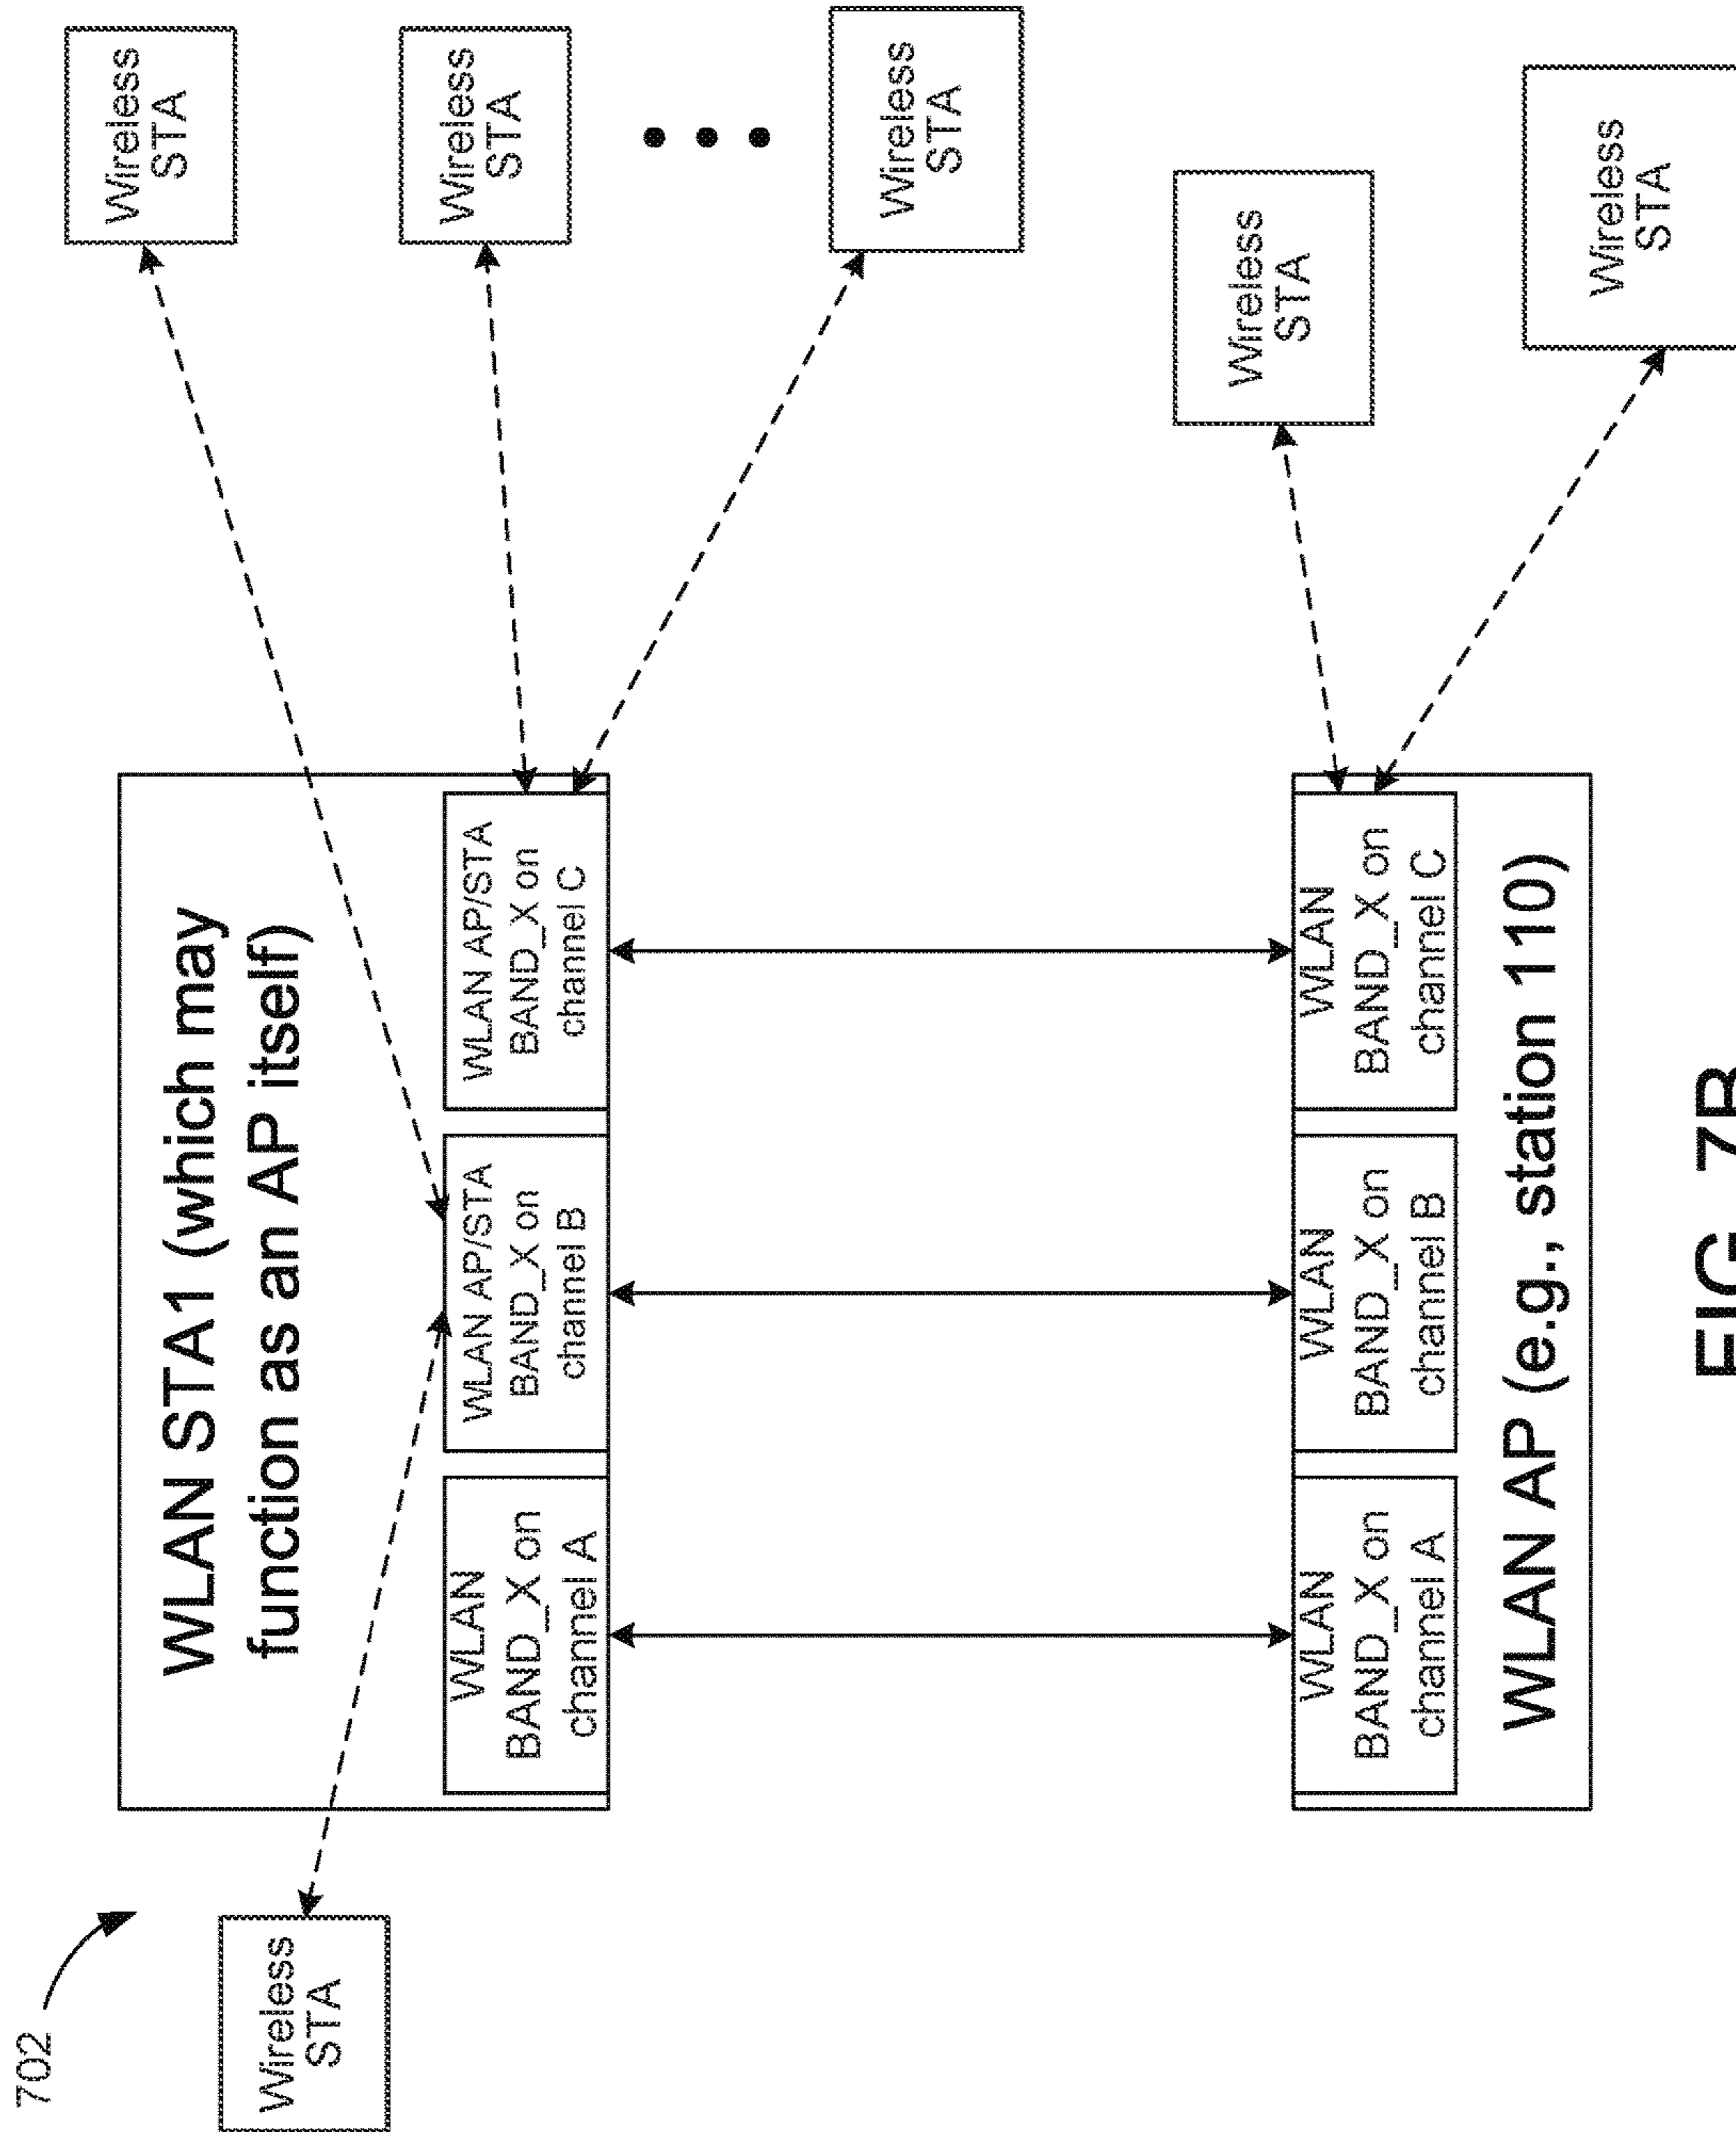 702
Wireless
STA
WLAN STA1 (which may
function as an AP itself)
Wireless
STA
Wireless
STA
WLAN
BAND_X on
channel A
WLAN AP/STA
BAND_X on
channel B
WLAN AP/STA
BAND_X on
channel C
Wireless
STA
Wireless
STA
WLAN
BAND_X on
channel A
WLAN
BAND_X on
channel B
WLAN
BAND_X on
channel C
WLAN AP (e.g., station 110)
Wireless
STA
FIG. 7B